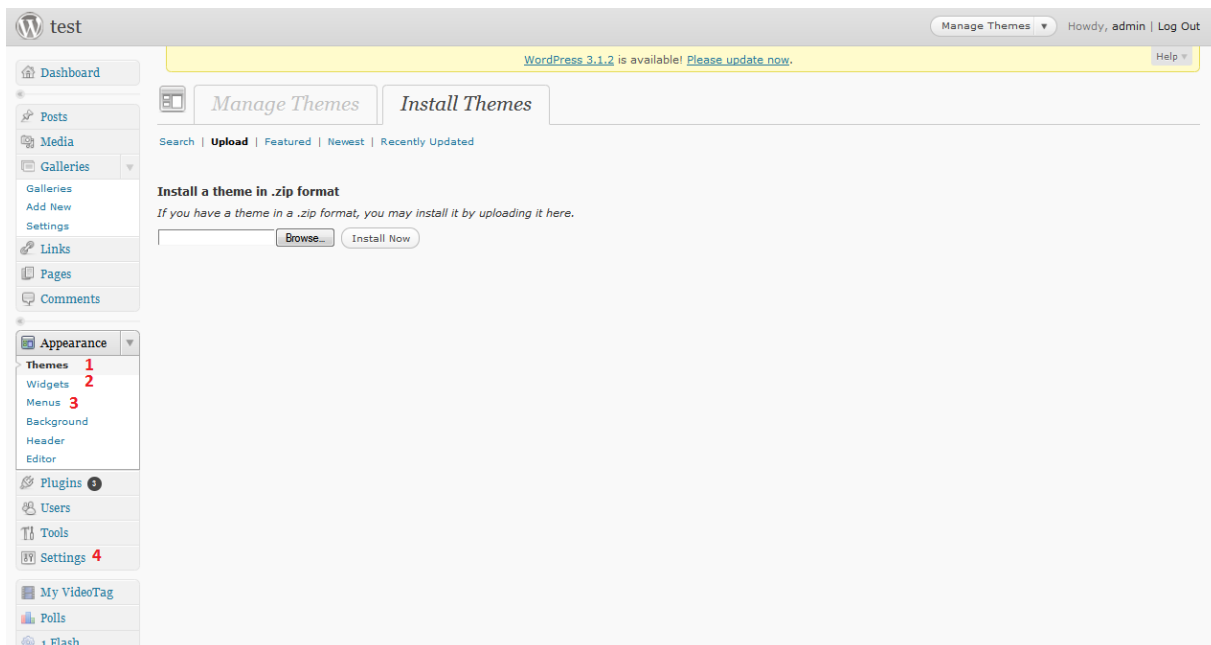 test
Manage Themes Howdy, admin | Log Out
WordPress 3.1.2 is available! Please update now.
Help
Dashboard
Manage Themes
Install Themes
Posts
Media
Galleries
Galleries
Add New
Settings
Links
Pages
Comments
Search | Upload | Featured | Newest | Recently Updated
Install a theme in .zip format
If you have a theme in a .zip format, you may install it by uploading it here.
Browse... Install Now
Appearance
Themes 1
Widgets 2
Menus 3
Background
Header
Editor
Plugins 3
Users
Tools
Settings 4
My VideoTag
Polls
1 Flash